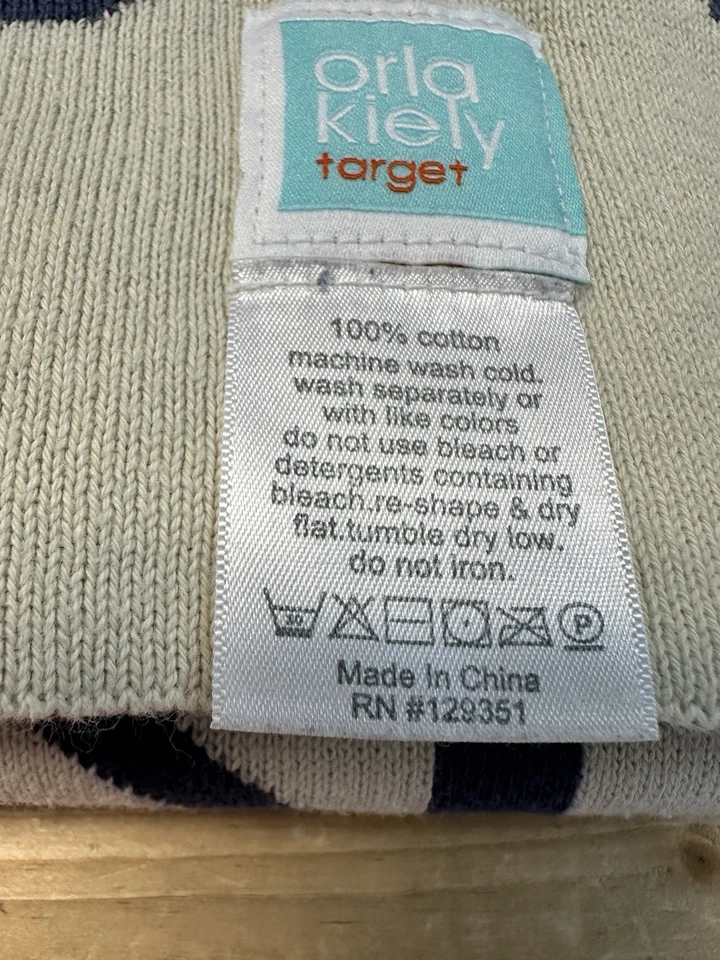 orla
kiely
target
100% cotton
machine wash cold.
wash separately or
with like colors
do not use bleach or
detergents containing
bleach.re-shape & dry
flat.tumble dry low.
do not iron.
30 P
Made In China
RN #129351